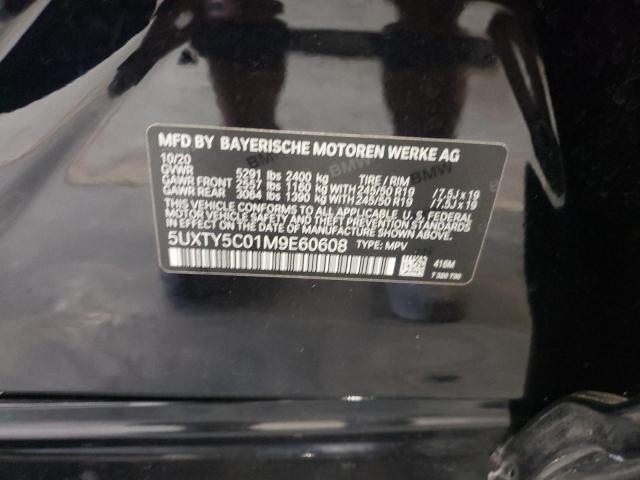 MFD BY BAYERISCHE MOTOREN WERKE AG
10/20
GVWR 5291 lbs 2400 kg TIRE / RIM
GAWR FRONT 2557 lbs 1160 kg WITH 245/50 R19 /7.5J x 19
GAWR REAR 3064 lbs 1390 kg WITH 245/50 R19 /7.5J x 19
THIS VEHICLE CONFORMS TO ALL APPLICABLE U.S. FEDERAL
MOTOR VEHICLE SAFETY AND THEFT PREVENTION STANDARDS
IN EFFECT ON THE DATE OF MANUFACTURE SHOWN ABOVE.
5UXTY5C01M9E60608 TYPE: MPV
416M